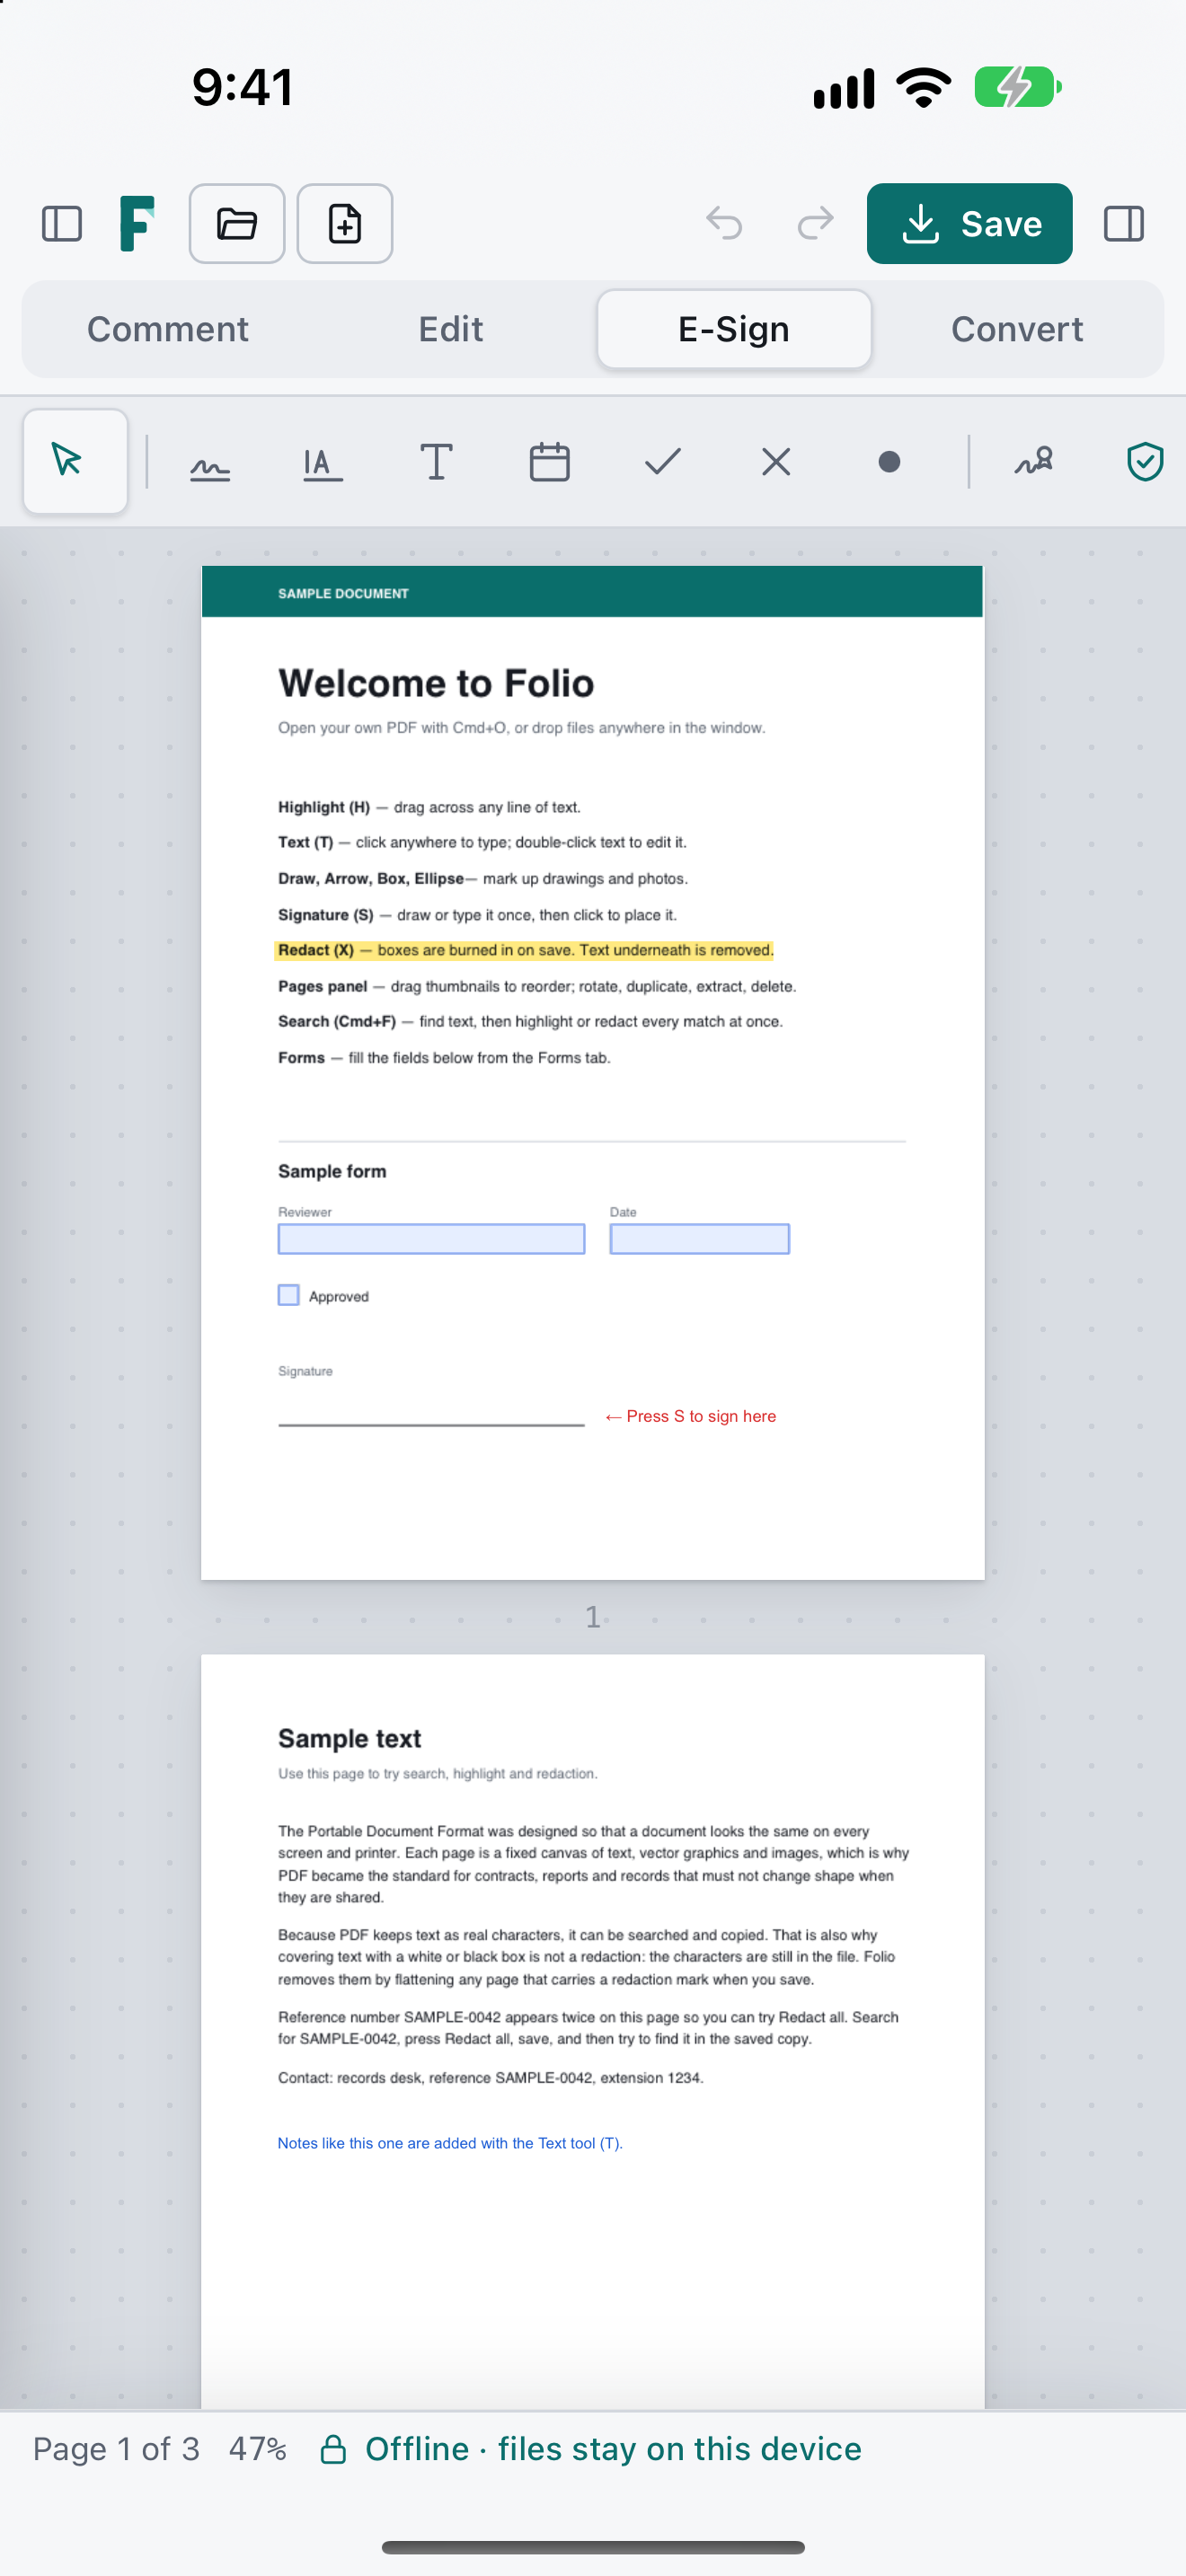 9:41
F
Save
Comment
Edit
E-Sign
Convert
IA
T
SAMPLE DOCUMENT
Welcome to Folio
Open your own PDF with Cmd+O, or drop files anywhere in the window.
Highlight (H) — drag across any line of text.
Text (T) — click anywhere to type; double-click text to edit it.
Draw, Arrow, Box, Ellipse— mark up drawings and photos.
Signature (S) — draw or type it once, then click to place it.
Redact (X) — boxes are burned in on save. Text underneath is removed.
Pages panel — drag thumbnails to reorder; rotate, duplicate, extract, delete.
Search (Cmd+F) — find text, then highlight or redact every match at once.
Forms — fill the fields below from the Forms tab.
Sample form
Reviewer
Date
Approved
Signature
← Press S to sign here
1
Sample text
Use this page to try search, highlight and redaction.
The Portable Document Format was designed so that a document looks the same on every
screen and printer. Each page is a fixed canvas of text, vector graphics and images, which is why
PDF became the standard for contracts, reports and records that must not change shape when
they are shared.
Because PDF keeps text as real characters, it can be searched and copied. That is also why
covering text with a white or black box is not a redaction: the characters are still in the file. Folio
removes them by flattening any page that carries a redaction mark when you save.
Reference number SAMPLE-0042 appears twice on this page so you can try Redact all. Search
for SAMPLE-0042, press Redact all, save, and then try to find it in the saved copy.
Contact: records desk, reference SAMPLE-0042, extension 1234.
Notes like this one are added with the Text tool (T).
Page 1 of 3 47% Offline · files stay on this device